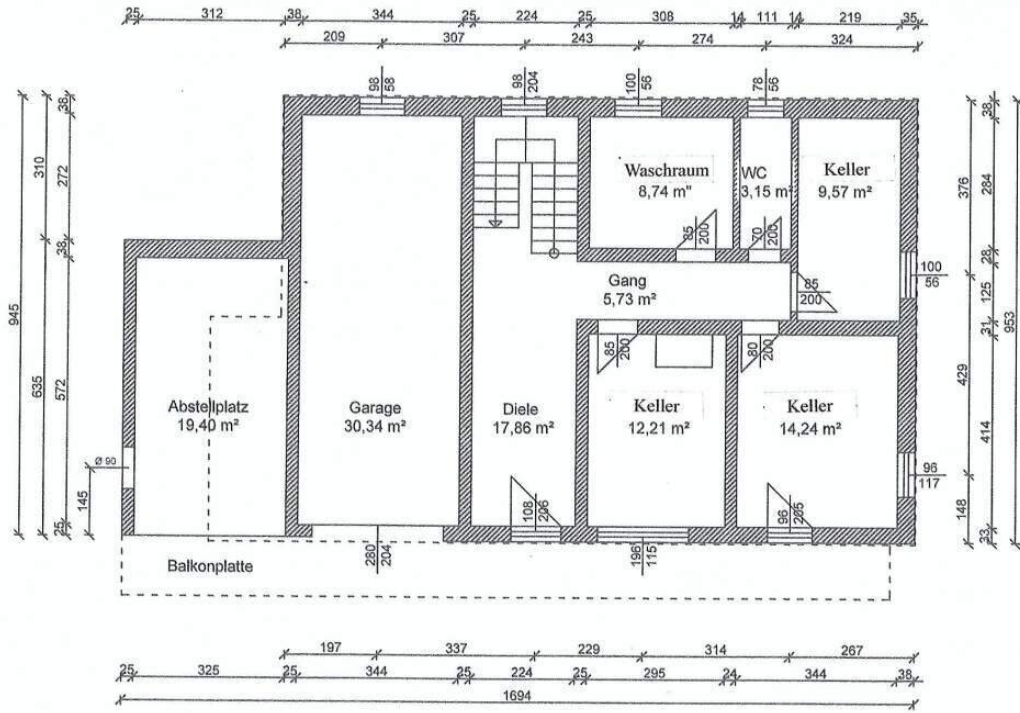 25 312 38 344 25 224 25 308 14 111 14 219 35
209 307 243 274 324
98
58
98
204
100
56
78
56
945
310
635
38
272
38
572
25
Waschraum
8,74 m"
WC
3,15 m²
Keller
9,57 m²
85
200
70
200
376
429
148
38
284
28
125
31
414
33
953
100
56
Gang
5,73 m²
85
200
85
200
80
200
Abstellplatz
19,40 m²
Garage
30,34 m²
Diele
17,86 m²
Keller
12,21 m²
Keller
14,24 m²
Ø 90
145
96
117
108
206
96
205
280
204
196
115
Balkonplatte
197 337 229 314 267
25 325 25 344 25 224 25 295 24 344 38
1694